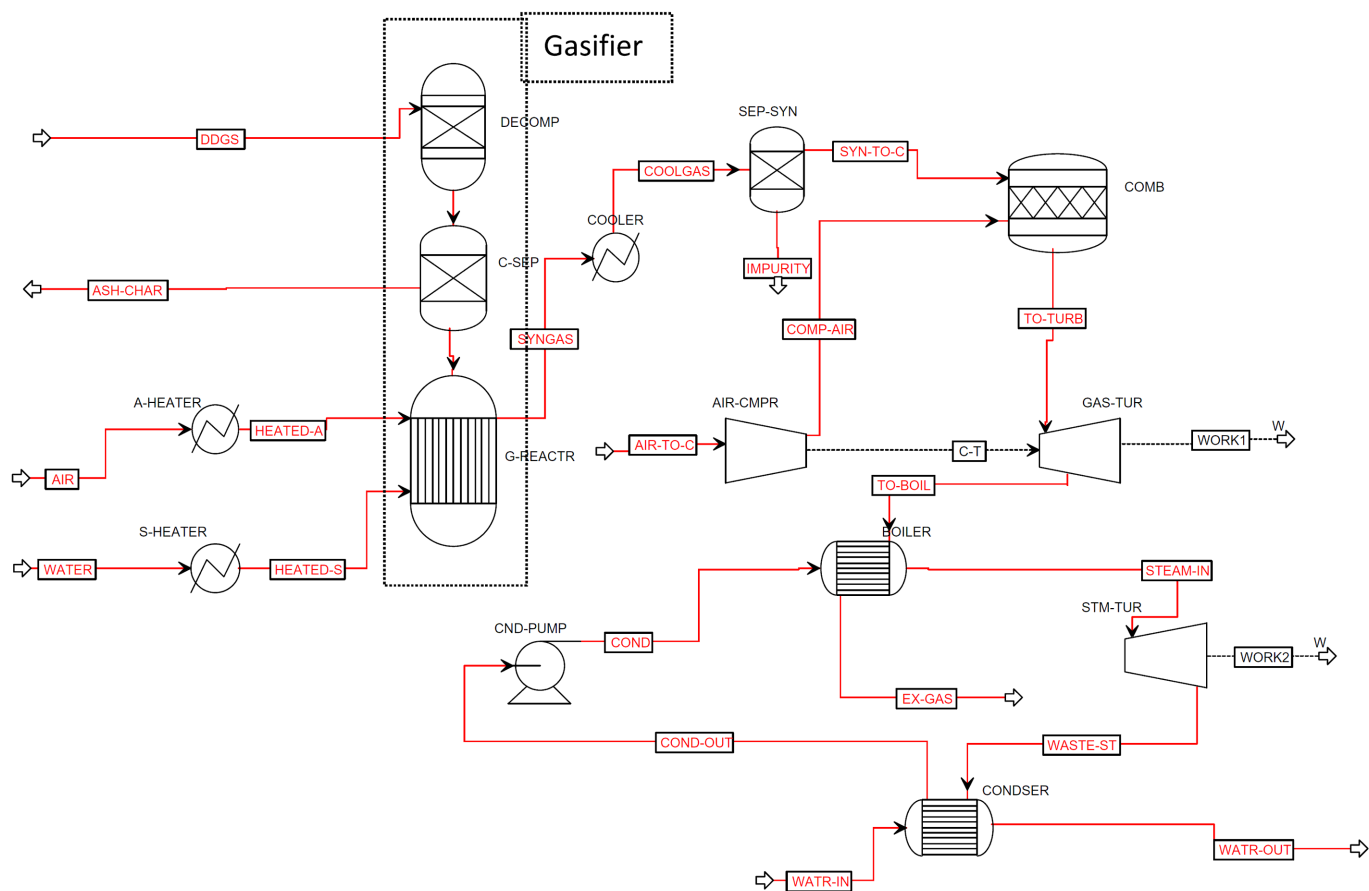 Gasifier
SEP-SYN
DECOMP
DDGS
SYN-TO-C
COOLGAS
COMB
COOLER
C-SEP
IMPURITY
ASH-CHAR
TO-TURB
SYNGAS
COMP-AIR
A-HEATER
AIR-CMPR
GAS-TUR
HEATED-A
W
WORK1
AIR-TO-C
C-T
G-REACTR
AIR
TO-BOIL
S-HEATER
BOILER
WATER
HEATED-S
STEAM-IN
STM-TUR
CND-PUMP
COND
W
WORK2
EX-GAS
COND-OUT
WASTE-ST
CONDSER
WATR-OUT
WATR-IN